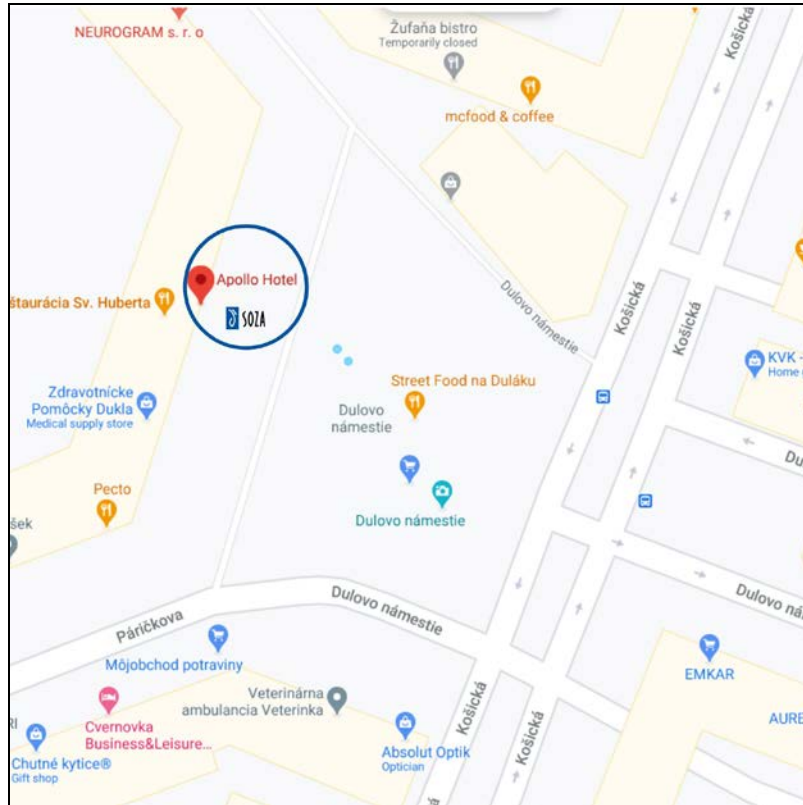 NEUROGRAM s. r. o
Žufaňa bistro
Temporarily closed
mcfood & coffee
Košická
Apollo Hotel
SOZA
štaurácia Sv. Huberta
Dulovo námestie
Košická
Košická
KVK -
Home
Street Food na Duláku
Zdravotnícke
Pomôcky Dukla
Medical supply store
Dulovo
námestie
Du
Pecto
šek
Dulovo námestie
Dulovo námestie
Dulovo ná
Páričkova
Môjobchod potraviny
EMKAR
Veterinárna
ambulancia Veterinka
RI
Cvernovka
Business&Leisure...
Košická
Košická
AURE
Absolut Optik
Optician
Chutné kytice®
Gift shop